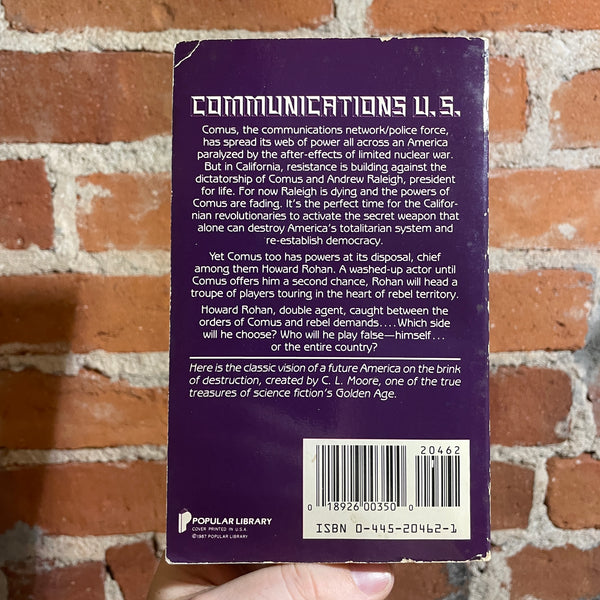 COMMUNICATIONS U.S.
Comus, the communications network/police force,
has spread its web of power all across an America
paralyzed by the after-effects of limited nuclear war.
But in California, resistance is building against the
dictatorship of Comus and Andrew Raleigh, president
for life. For now Raleigh is dying and the powers of
Comus are fading. It's the perfect time for the Califor-
nian revolutionaries to activate the secret weapon that
alone can destroy America's totalitarian system and
re-establish democracy.
Yet Comus too has powers at its disposal, chief
among them Howard Rohan. A washed-up actor until
Comus offers him a second chance, Rohan will head a
troupe of players touring in the heart of rebel territory.
Howard Rohan, double agent, caught between the
orders of Comus and rebel demands. . . . Which side
will he choose? Who will he play false—himself . . .
or the entire country?
Here is the classic vision of a future America on the brink
of destruction, created by C. L. Moore, one of the true
treasures of science fiction's Golden Age.
20462
0 18926 00350 0
ISBN 0-445-20462-1
POPULAR LIBRARY
COVER PRINTED IN U.S.A.
©1987 POPULAR LIBRARY